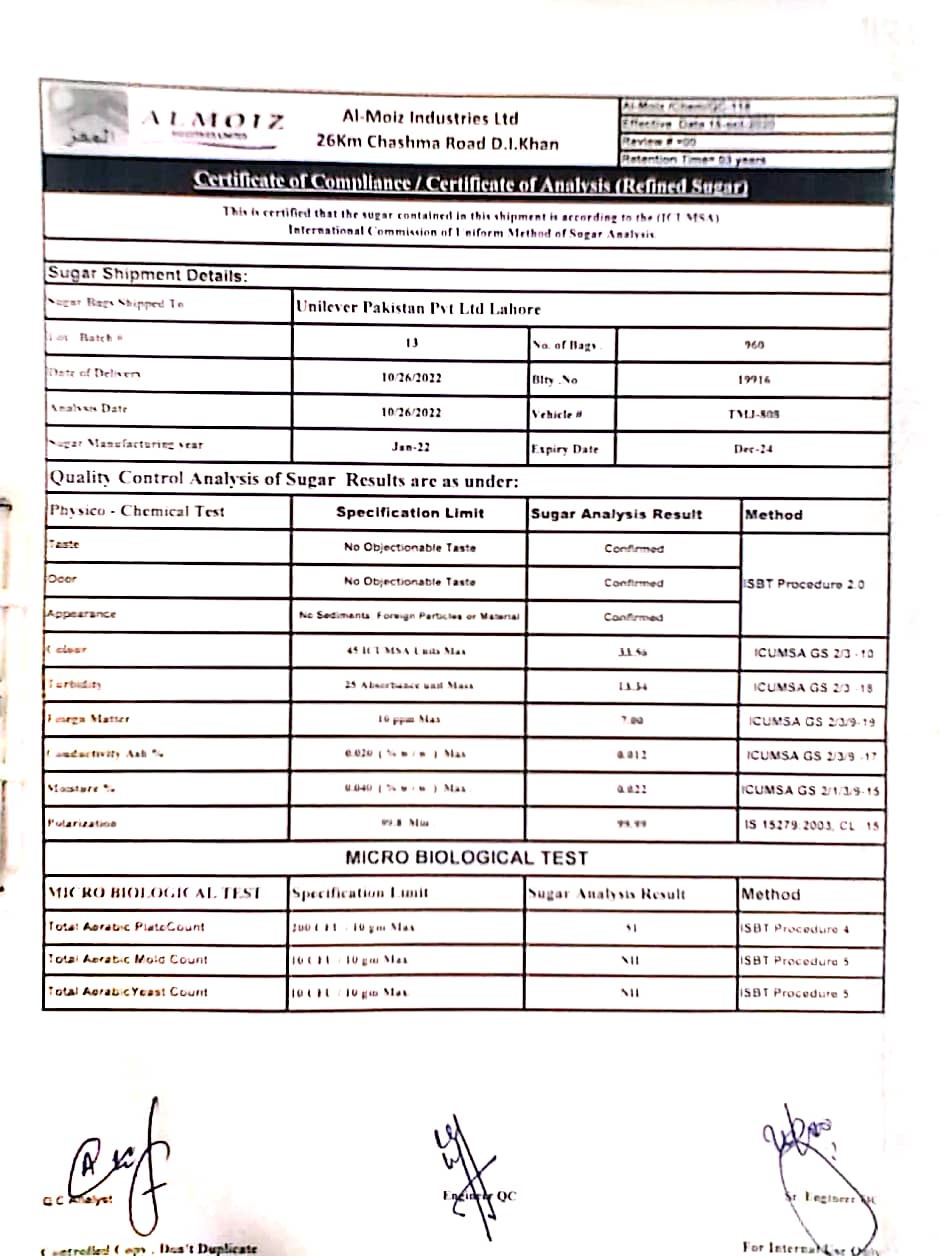 المعز
ALMOIZ
INDUSTRIES LIMITED
Al-Moiz Industries Ltd
26Km Chashma Road D.I.Khan
Al-Moiz /Chem/QC-118
Effective Date 15-oct-2020
Review # =00
Retention Time= 03 years
Certificate of Compliance / Certificate of Analysis (Refined Sugar)
This is certified that the sugar contained in this shipment is according to the (ICUMSA)
International Commission of Uniform Method of Sugar Analysis
Sugar Shipment Details:
Sugar Bags Shipped To Unilever Pakistan Pvt Ltd Lahore
Batch # 13 No. of Bags 960
Date of Delivery 10/26/2022 Blty .No 19916
Analysis Date 10/26/2022 Vehicle # TMJ-808
Sugar Manufacturing year Jan-22 Expiry Date Dec-24
Quality Control Analysis of Sugar Results are as under:
Physico - Chemical Test Specification Limit Sugar Analysis Result Method
Taste No Objectionable Taste Confirmed
Odor No Objectionable Taste Confirmed ISBT Procedure 2.0
Appearance No Sediments Foreign Particles or Material Confirmed
Colour 45 ICUMSA Units Max 33.56 ICUMSA GS 2/3 -10
Turbidity 25 Absorbance unit Maxs 13.34 ICUMSA GS 2/3 -18
Foregn Matter 10 ppm Max 7.00 ICUMSA GS 2/3/9-19
Conductivity Ash % 0.020 ( % w / w ) Max 0.012 ICUMSA GS 2/3/9 -17
Moisture % 0.040 ( % w / w ) Max 0.022 ICUMSA GS 2/1/3/9-15
Polarization 99.8 Min 99.99 IS 15279:2003, CL 15
MICRO BIOLOGICAL TEST
MICRO BIOLOGICAL TEST Specification Limit Sugar Analysis Result Method
Total Aerabic PlateCount 200 CFU / 10 gm Max 51 ISBT Procedure 4
Total Aerabic Mold Count 10 CFU / 10 gm Max NIL ISBT Procedure 5
Total AerabicYeast Count 10 CFU / 10 gm Max NIL ISBT Procedure 5
Q C Analyst Engineer QC Sr Engineer QC
Controlled Copy , Don't Duplicate For Internal Use Only